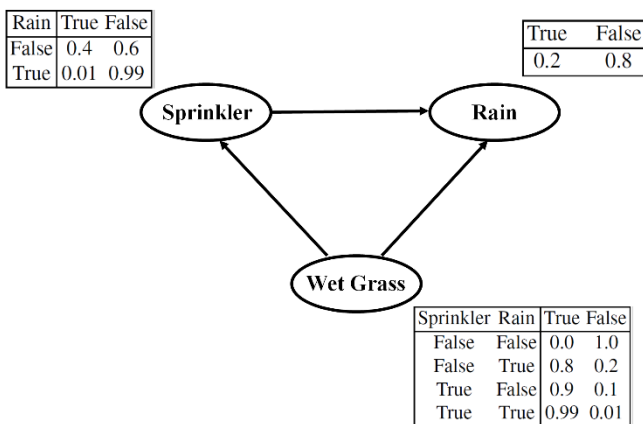 Rain True False
False 0.4 0.6
True 0.01 0.99
True False
0.2 0.8
Sprinkler
Rain
Wet Grass
Sprinkler Rain True False
False False 0.0 1.0
False True 0.8 0.2
True False 0.9 0.1
True True 0.99 0.01